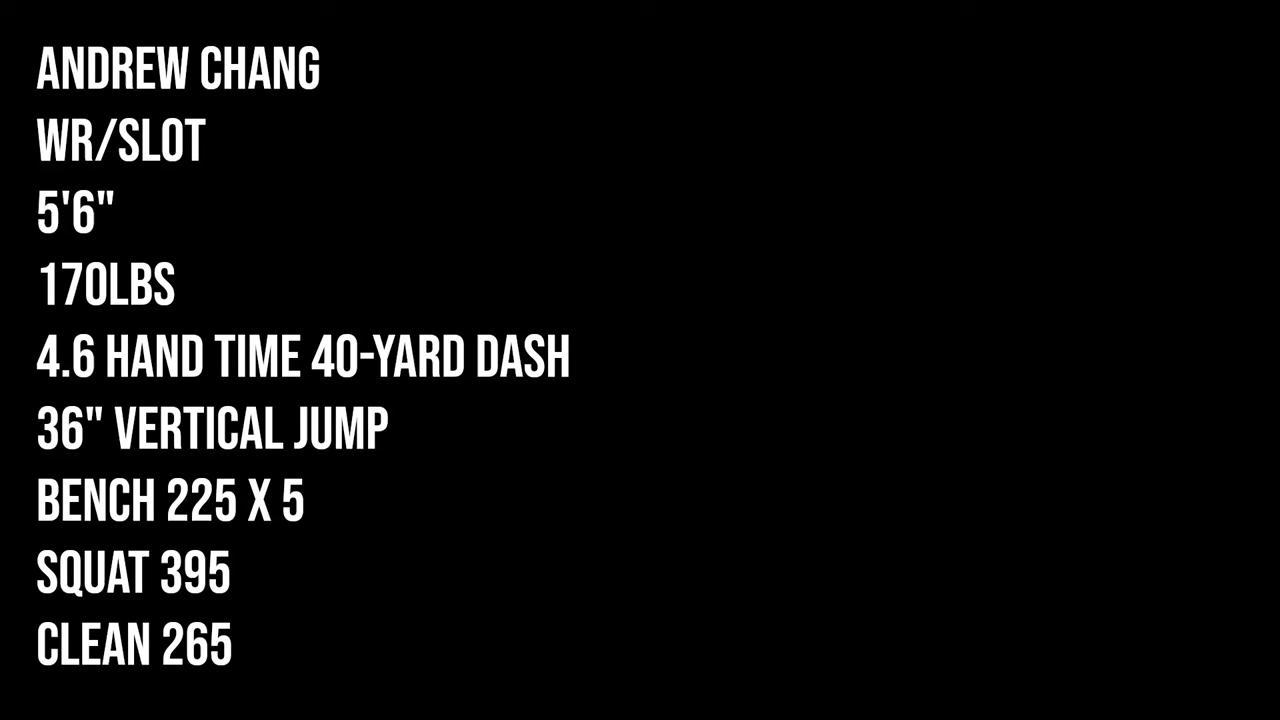 ANDREW CHANG
WR/SLOT
5'6"
170LBS
4.6 HAND TIME 40-YARD DASH
36" VERTICAL JUMP
BENCH 225 X 5
SQUAT 395
CLEAN 265